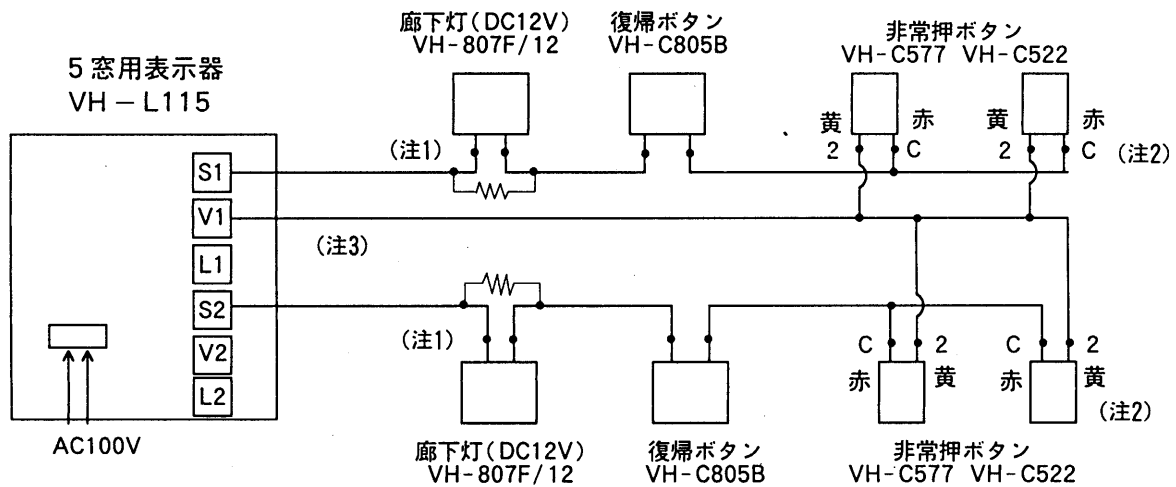 廊下灯(DC12V)
VH-807F/12
復帰ボタン
VH-C805B
非常押ボタン
VH-C577 VH-C522
5窓用表示器
VH-L115
黄 赤 黄 赤
(注1)
2 C 2 C (注2)
S1
V1
(注3)
L1
S2
(注1)
C 2 C 2
V2
赤 黄 赤 黄
L2
(注2)
AC100V
廊下灯(DC12V)
VH-807F/12
復帰ボタン
VH-C805B
非常押ボタン
VH-C577 VH-C522